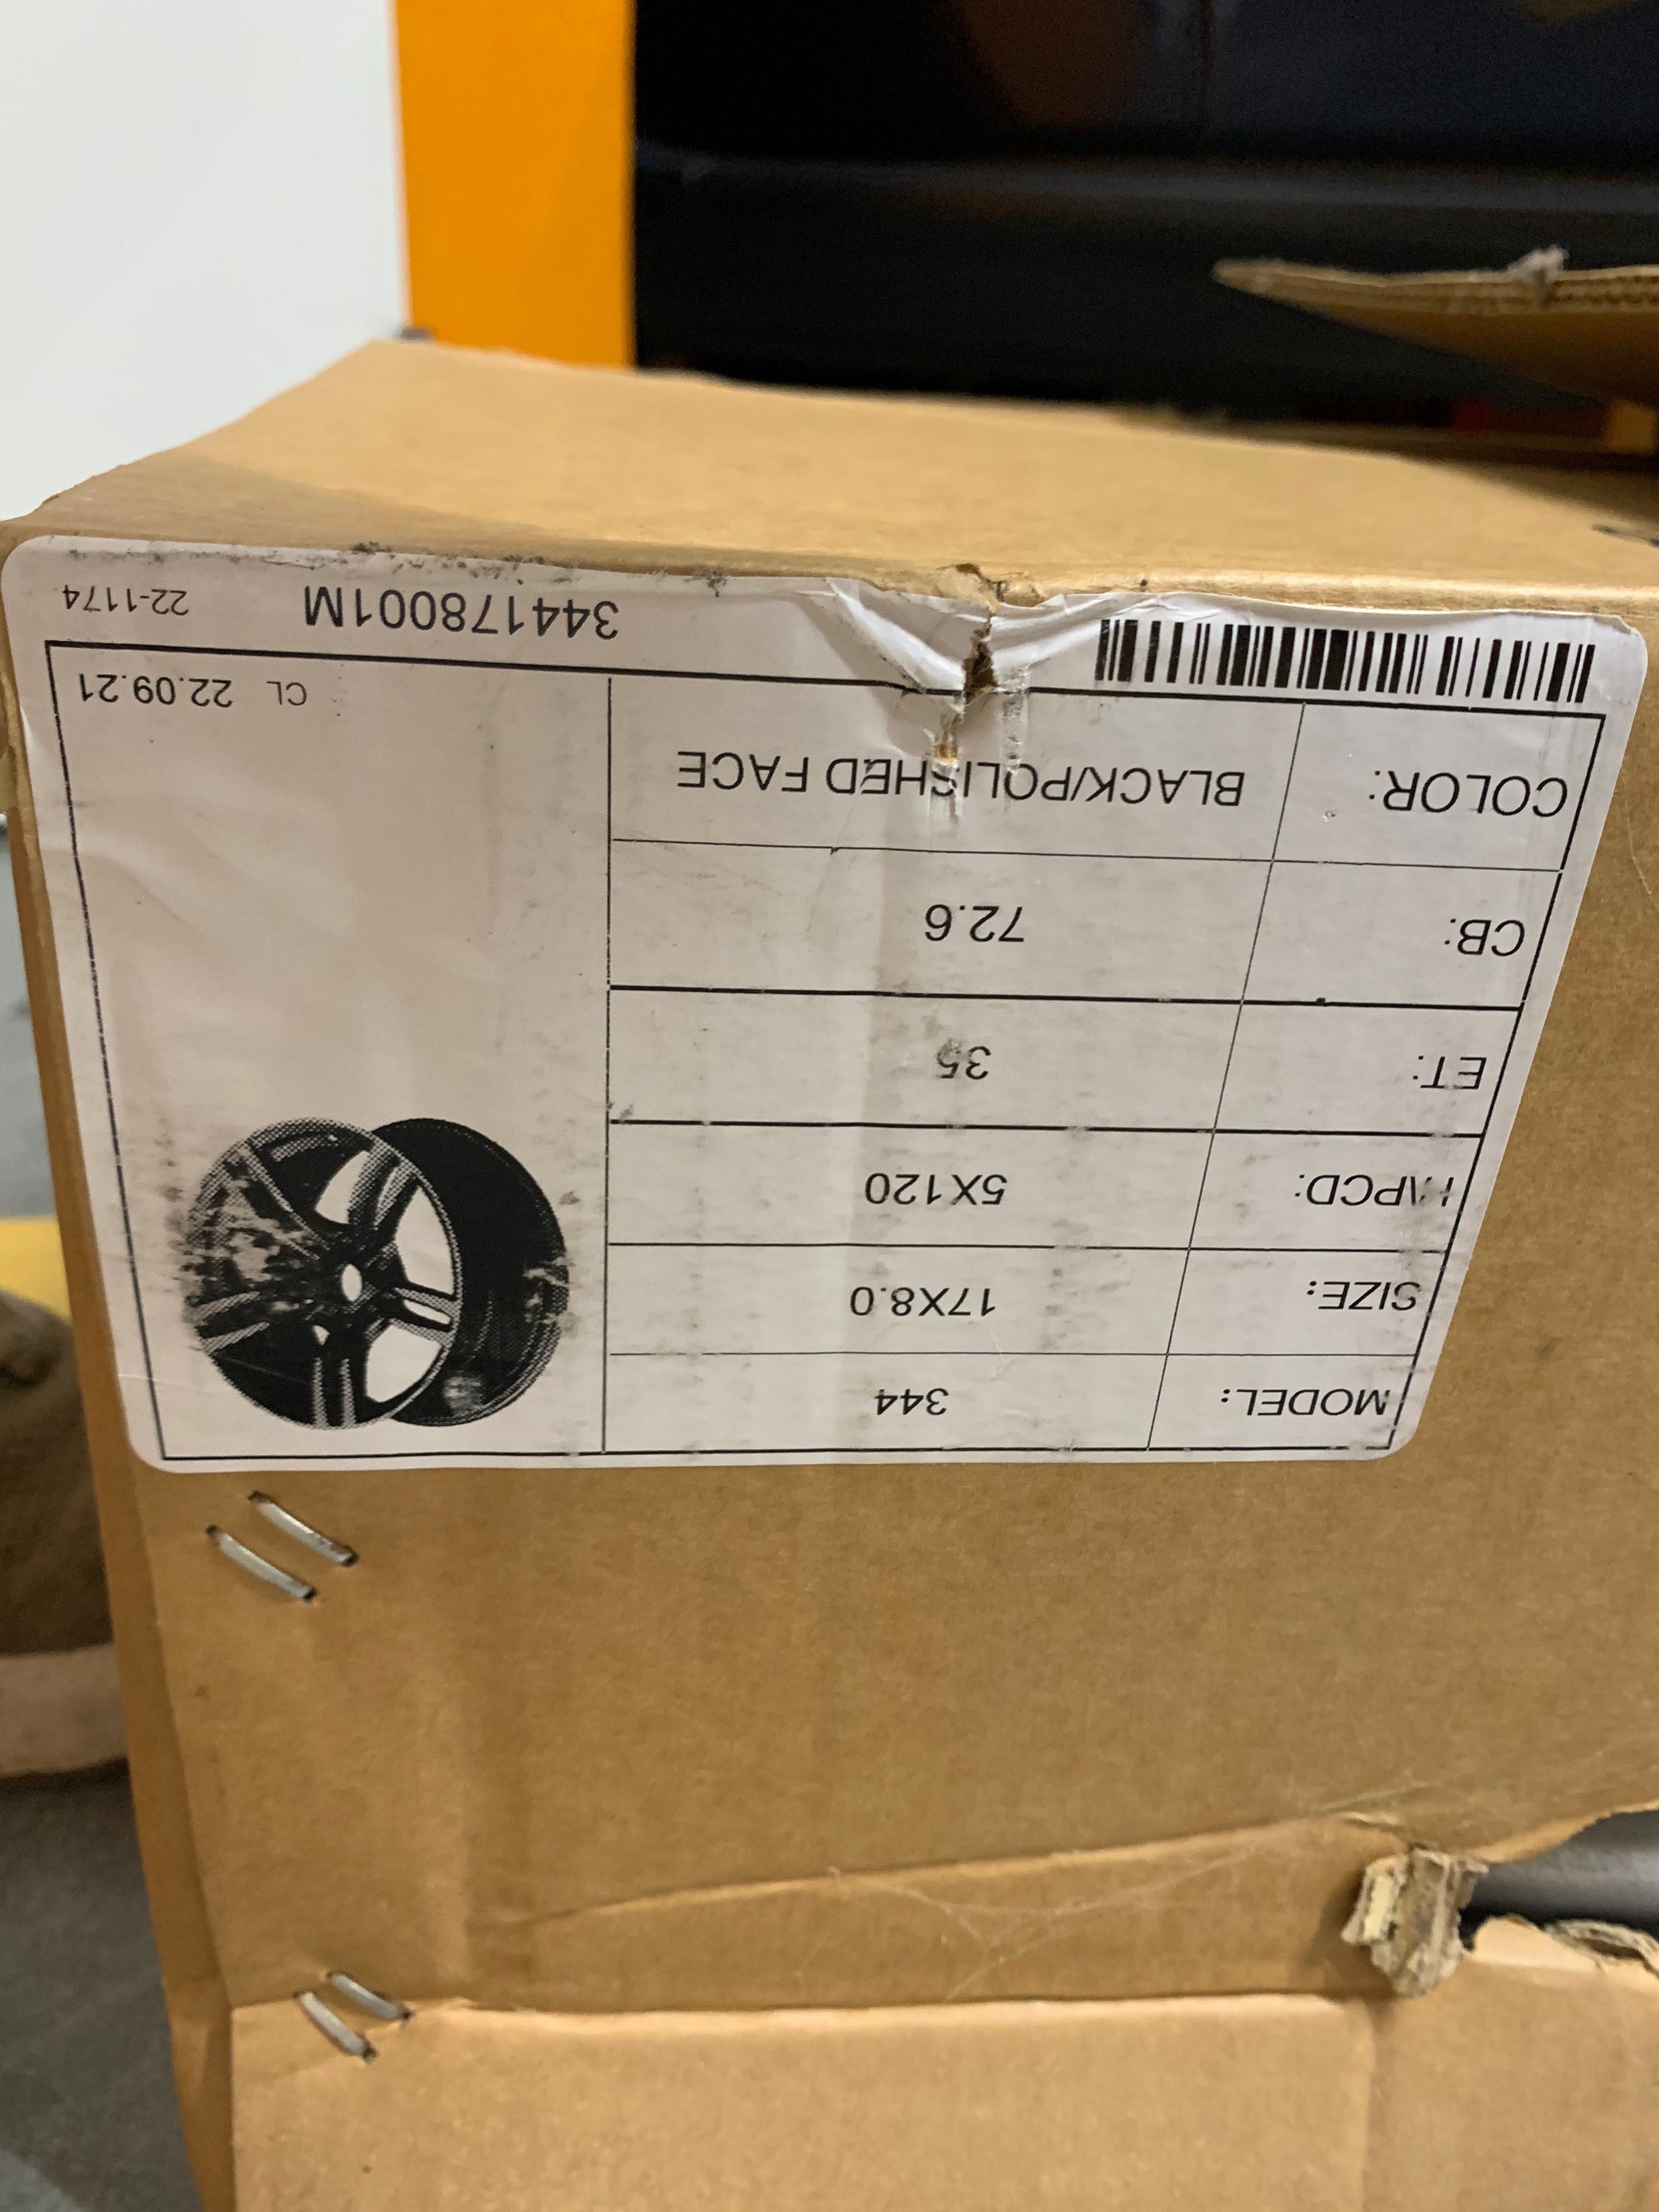 MODEL: 344
SIZE: 17X8.0
PCD: 5X120
ET: 35
CB: 72.6
COLOR: BLACK/POLISHED FACE
CL 22.09.21
344178001M
22-1174